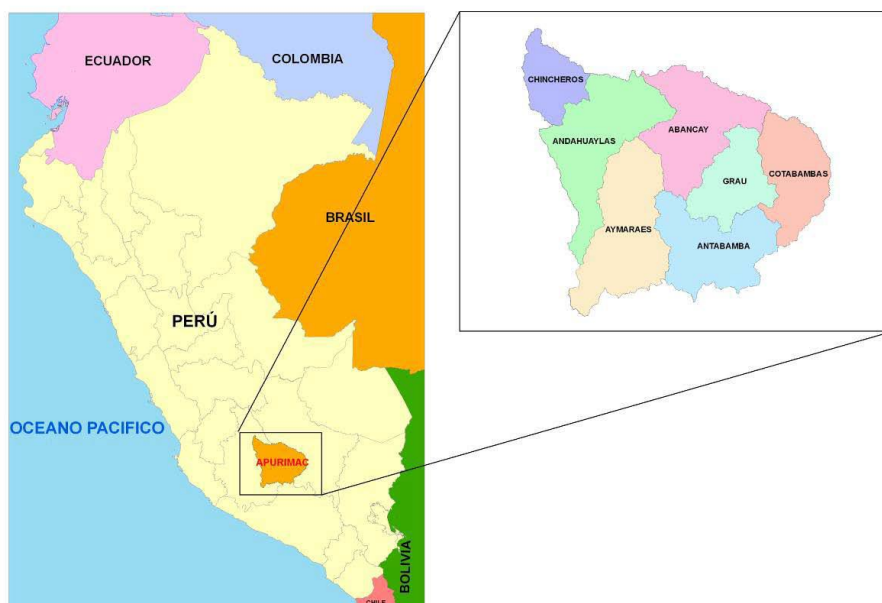 ECUADOR
COLOMBIA
BRASIL
PERÚ
OCEANO PACIFICO
APURIMAC
BOLIVIA
CHILE
CHINCHEROS
ANDAHUAYLAS
ABANCAY
COTABAMBAS
GRAU
AYMARAES
ANTABAMBA